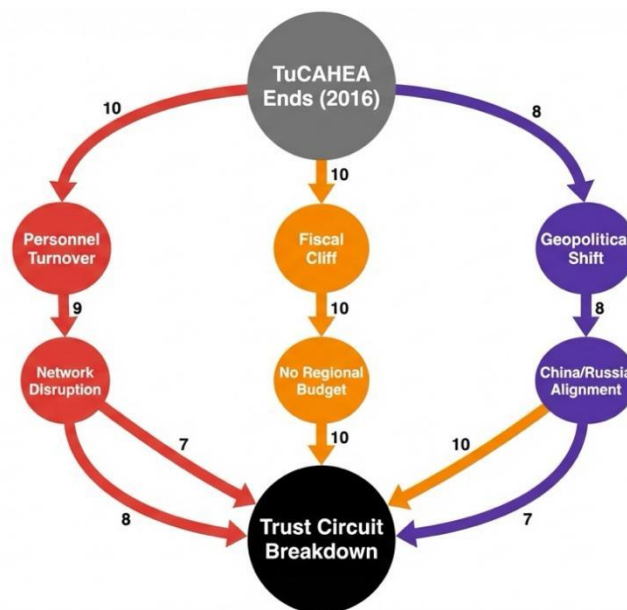 TuCAHEA
Ends (2016)
10
8
10
Personnel
Turnover
Fiscal
Cliff
Geopolitical
Shift
9
10
8
Network
Disruption
No Regional
Budget
China/Russia
Alignment
7
10
10
8
7
Trust Circuit
Breakdown